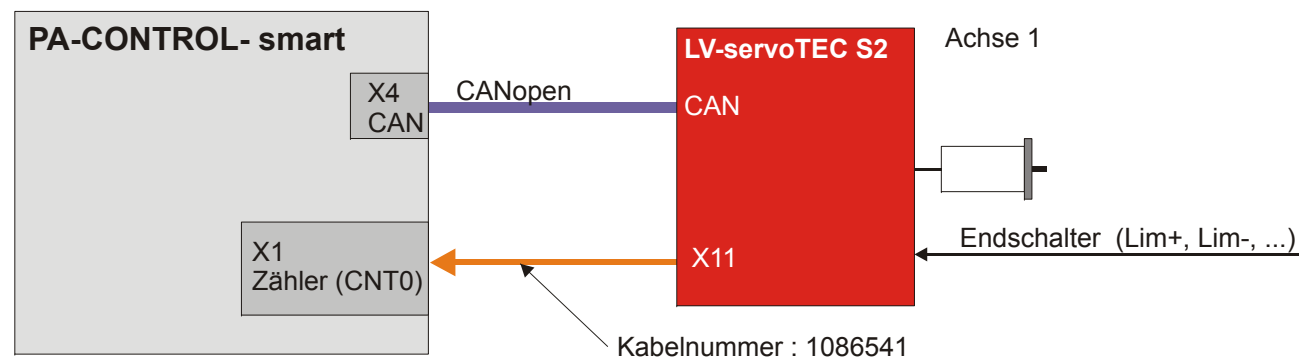 PA-CONTROL- smart
LV-servoTEC S2
Achse 1
X4
CAN
CANopen
CAN
X1
Zähler (CNT0)
X11
Endschalter (Lim+, Lim-, ...)
Kabelnummer : 1086541